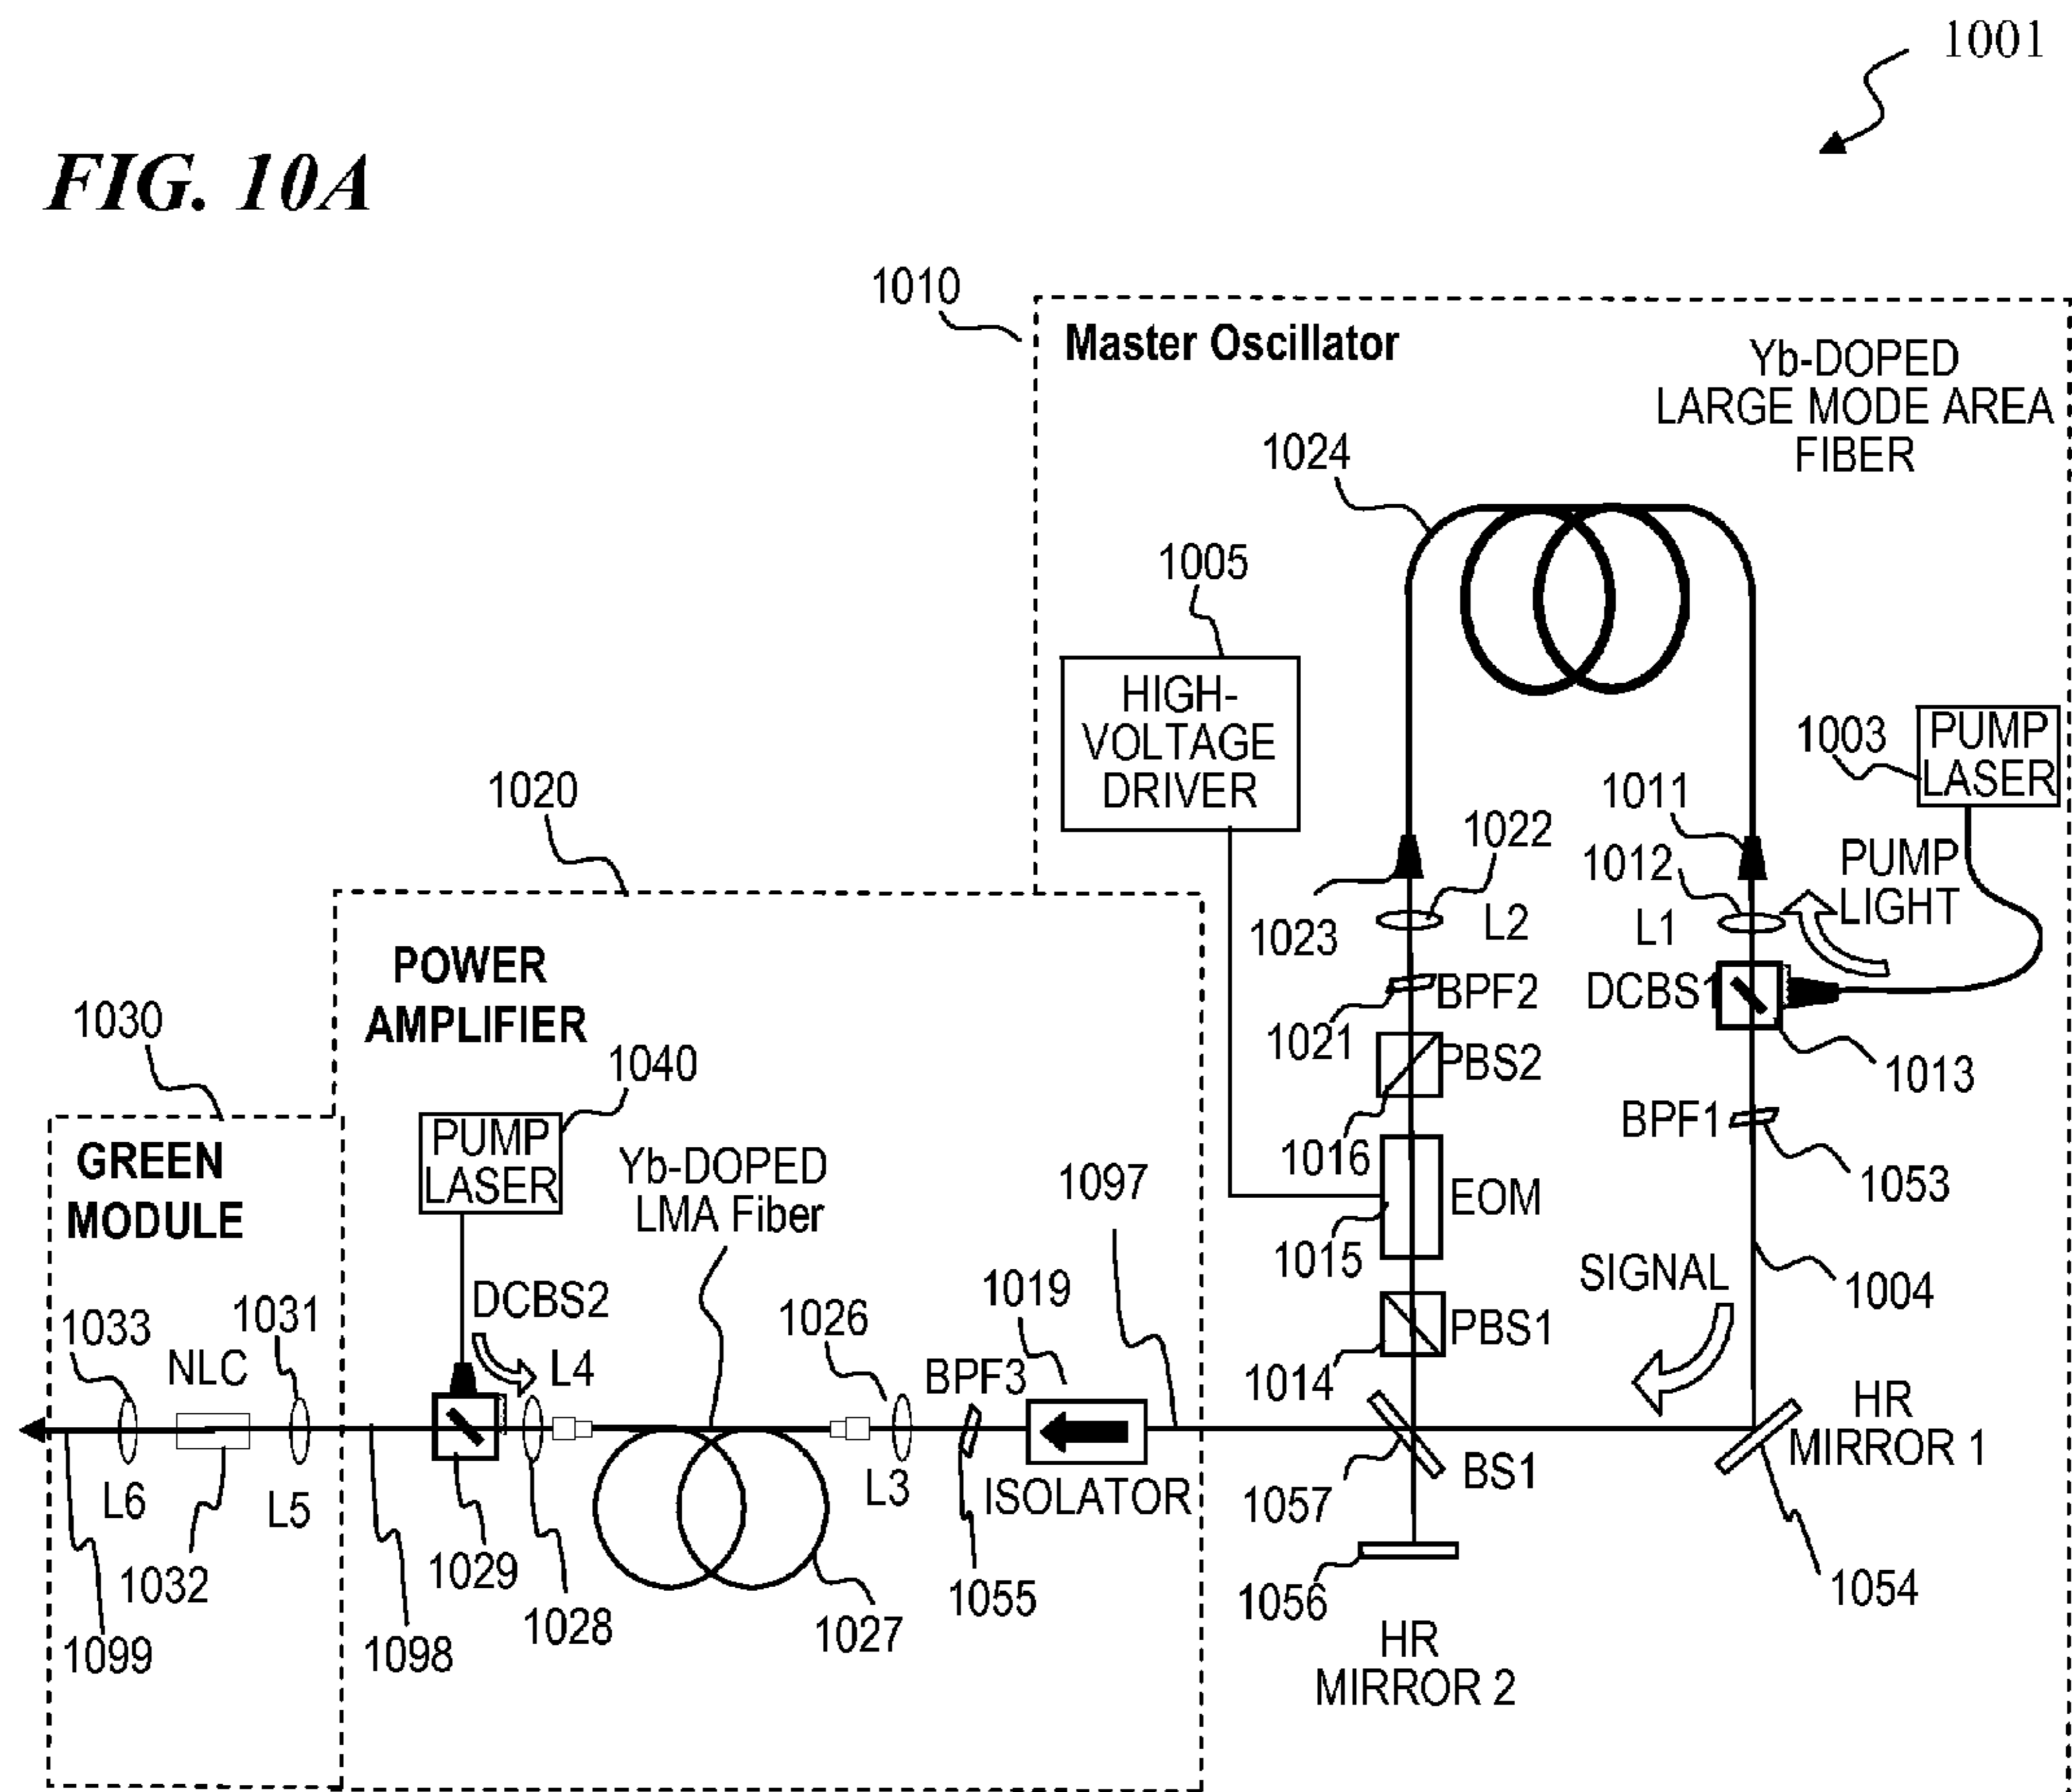 1001
FIG. 10A
1010
Master Oscillator
Yb-DOPED
LARGE MODE AREA
FIBER
1024
1005
HIGH-
VOLTAGE
DRIVER
1003
PUMP
LASER
1011
1012
PUMP
LIGHT
1022
1023
L2
L1
DCBS1
BPF2
1021
PBS2
1013
1016
BPF1
1053
EOM
1015
SIGNAL
1004
PBS1
1014
HR
MIRROR 1
BS1
1057
1054
1056
HR
MIRROR 2
1020
POWER
AMPLIFIER
1040
PUMP
LASER
Yb-DOPED
LMA Fiber
1097
DCBS2
L4
1026
1019
BPF3
L3
ISOLATOR
1029
1028
1027
1055
1098
1030
GREEN
MODULE
1033
NLC
1031
L6
L5
1032
1099